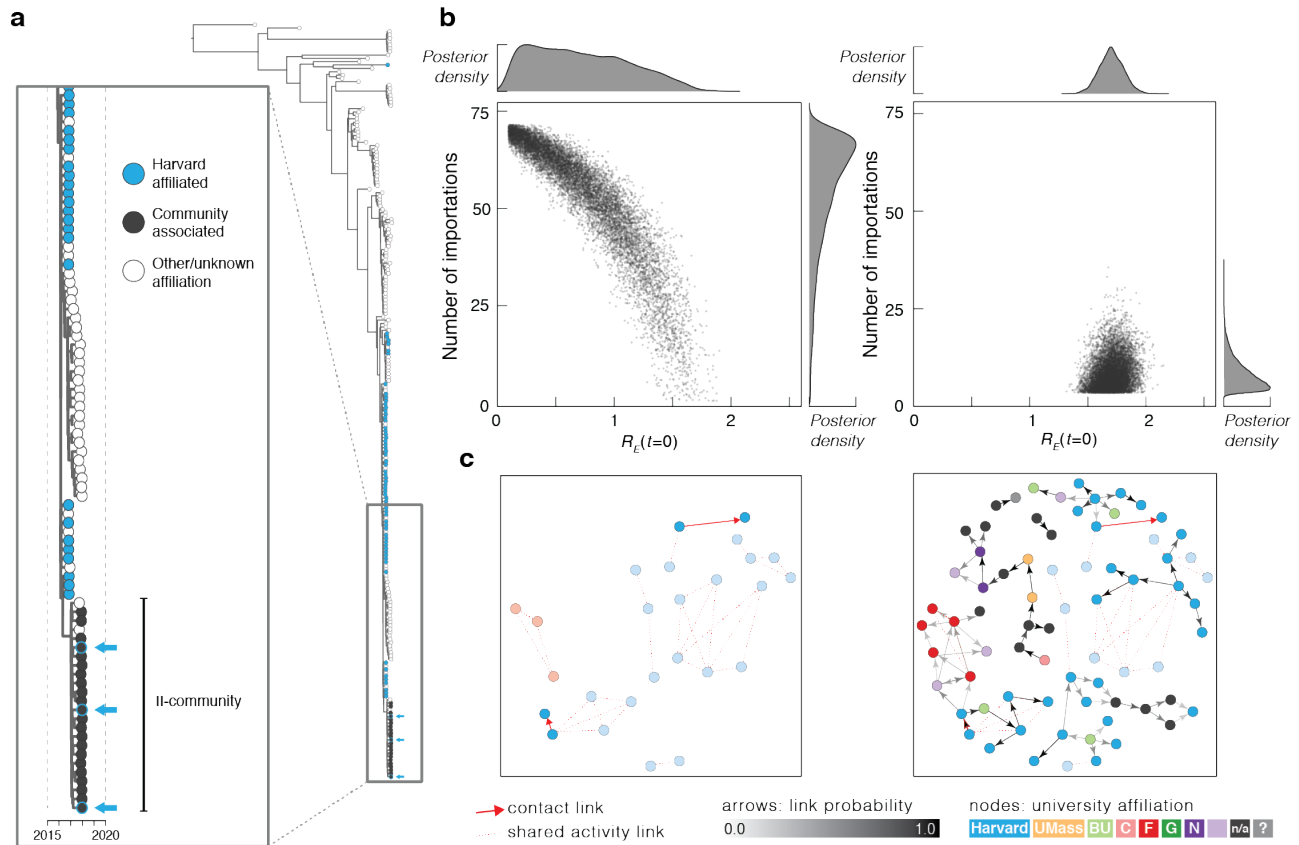 a
Harvard
affiliated
Community
associated
Other/unknown
affiliation
II-community
2015
2020
b
Posterior
density
Number of importations
75
50
25
0
0
1
2
R_E(t=0)
Posterior
density
Posterior
density
Number of importations
75
50
25
0
0
1
2
R_E(t=0)
Posterior
density
c
contact link
shared activity link
arrows: link probability
0.0 1.0
nodes: university affiliation
Harvard UMass BU C F G N n/a ?